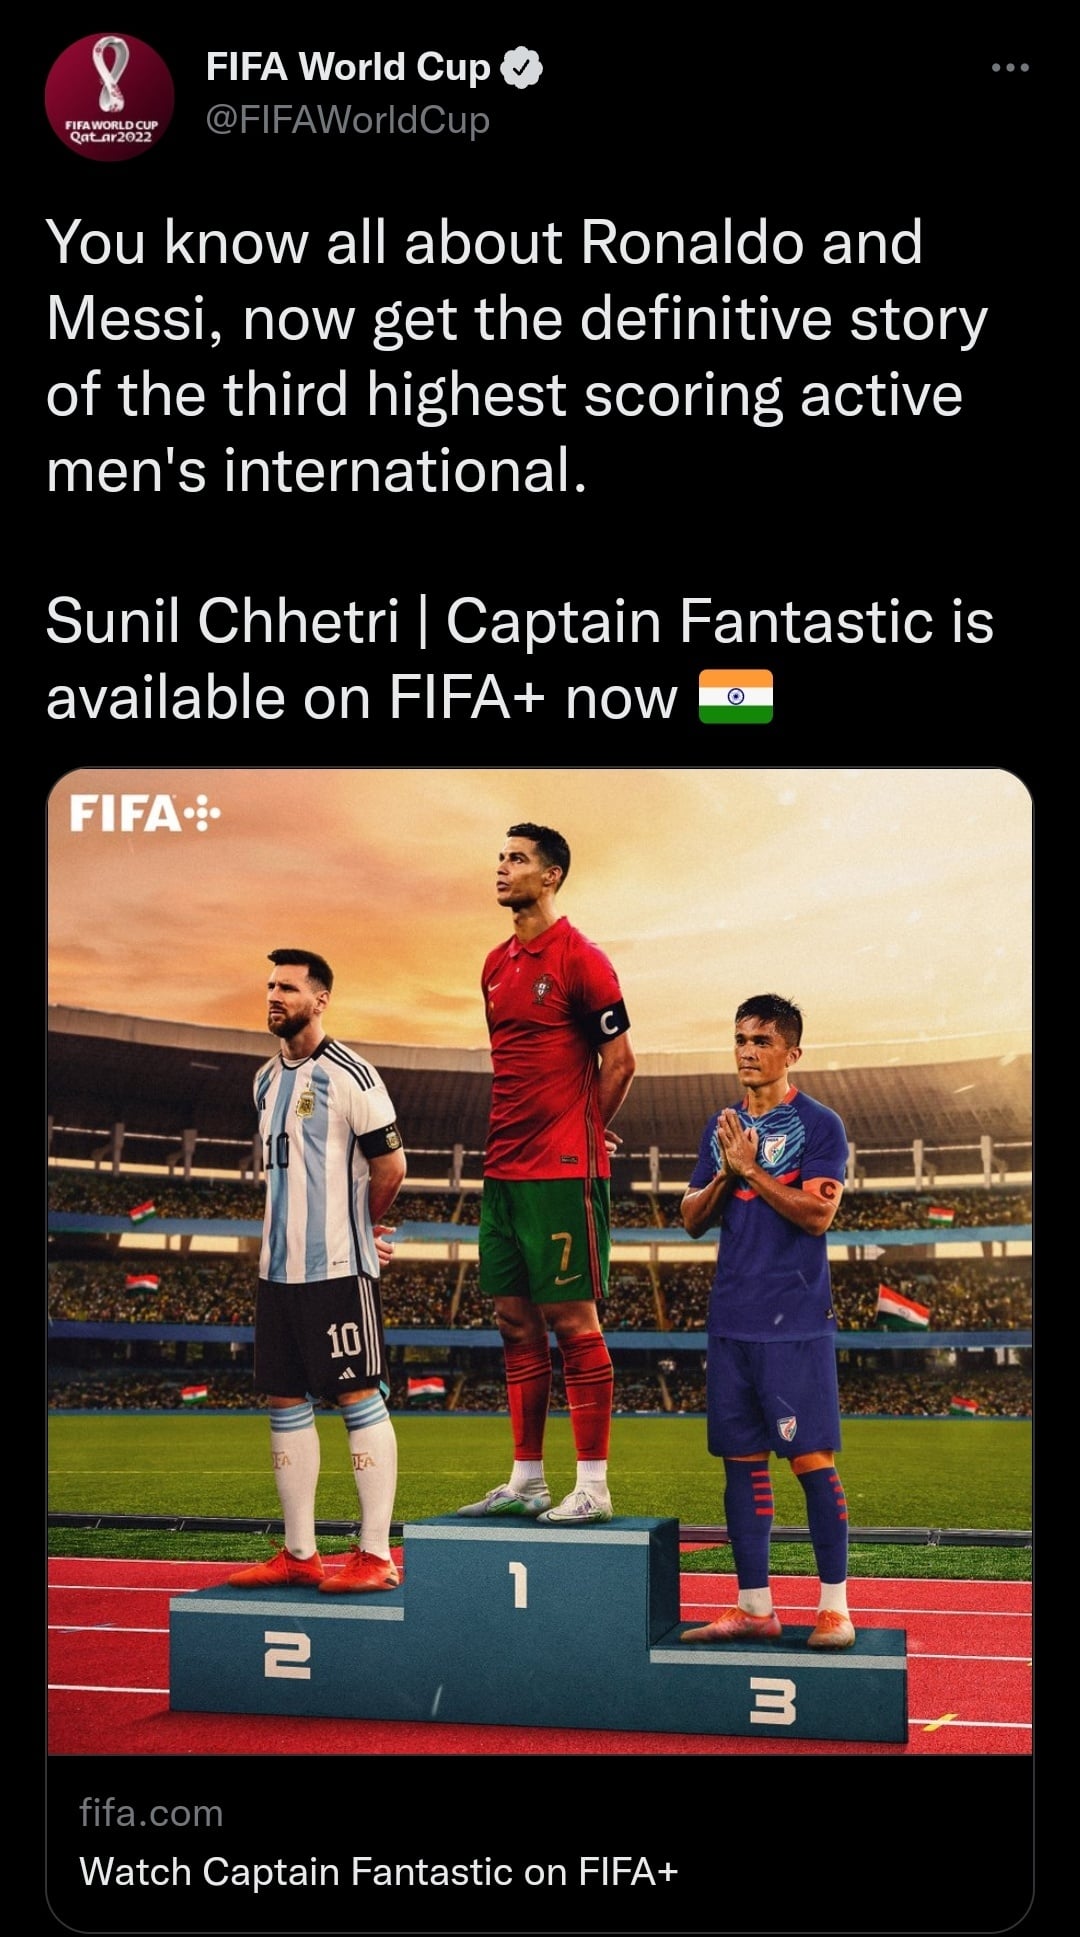 FIFA WORLD CUP
Qatar2022
FIFA World Cup
@FIFAWorldCup
You know all about Ronaldo and
Messi, now get the definitive story
of the third highest scoring active
men's international.
Sunil Chhetri | Captain Fantastic is
available on FIFA+ now 🇮🇳
FIFA+
C
10
7
C
10
1
2
3
fifa.com
Watch Captain Fantastic on FIFA+